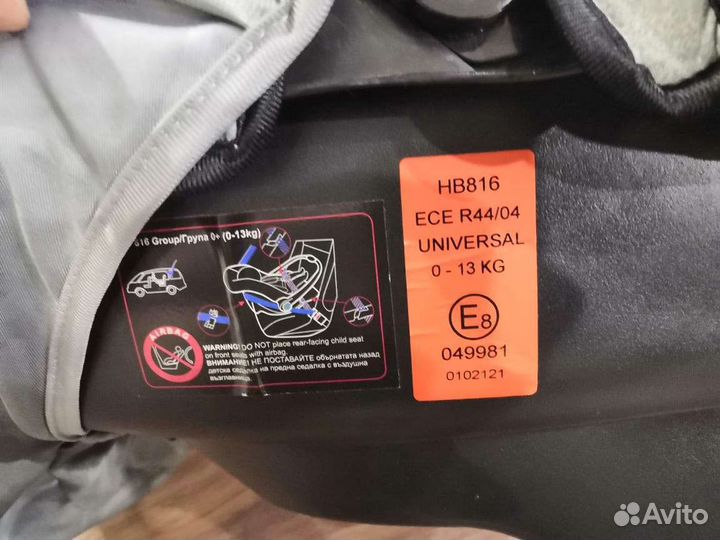 816 Group/Група 0+ (0-13kg)
AIRBAG
WARNING! DO NOT place rear-facing child seat
on front seats with airbag.
ВНИМАНИЕ! НЕ ПОСТАВЯЙТЕ обърнатата назад
детска седалка на предна седалка с въздушна
възглавница.
HB816
ECE R44/04
UNIVERSAL
0 - 13 KG
E8
049981
0102121
Avito